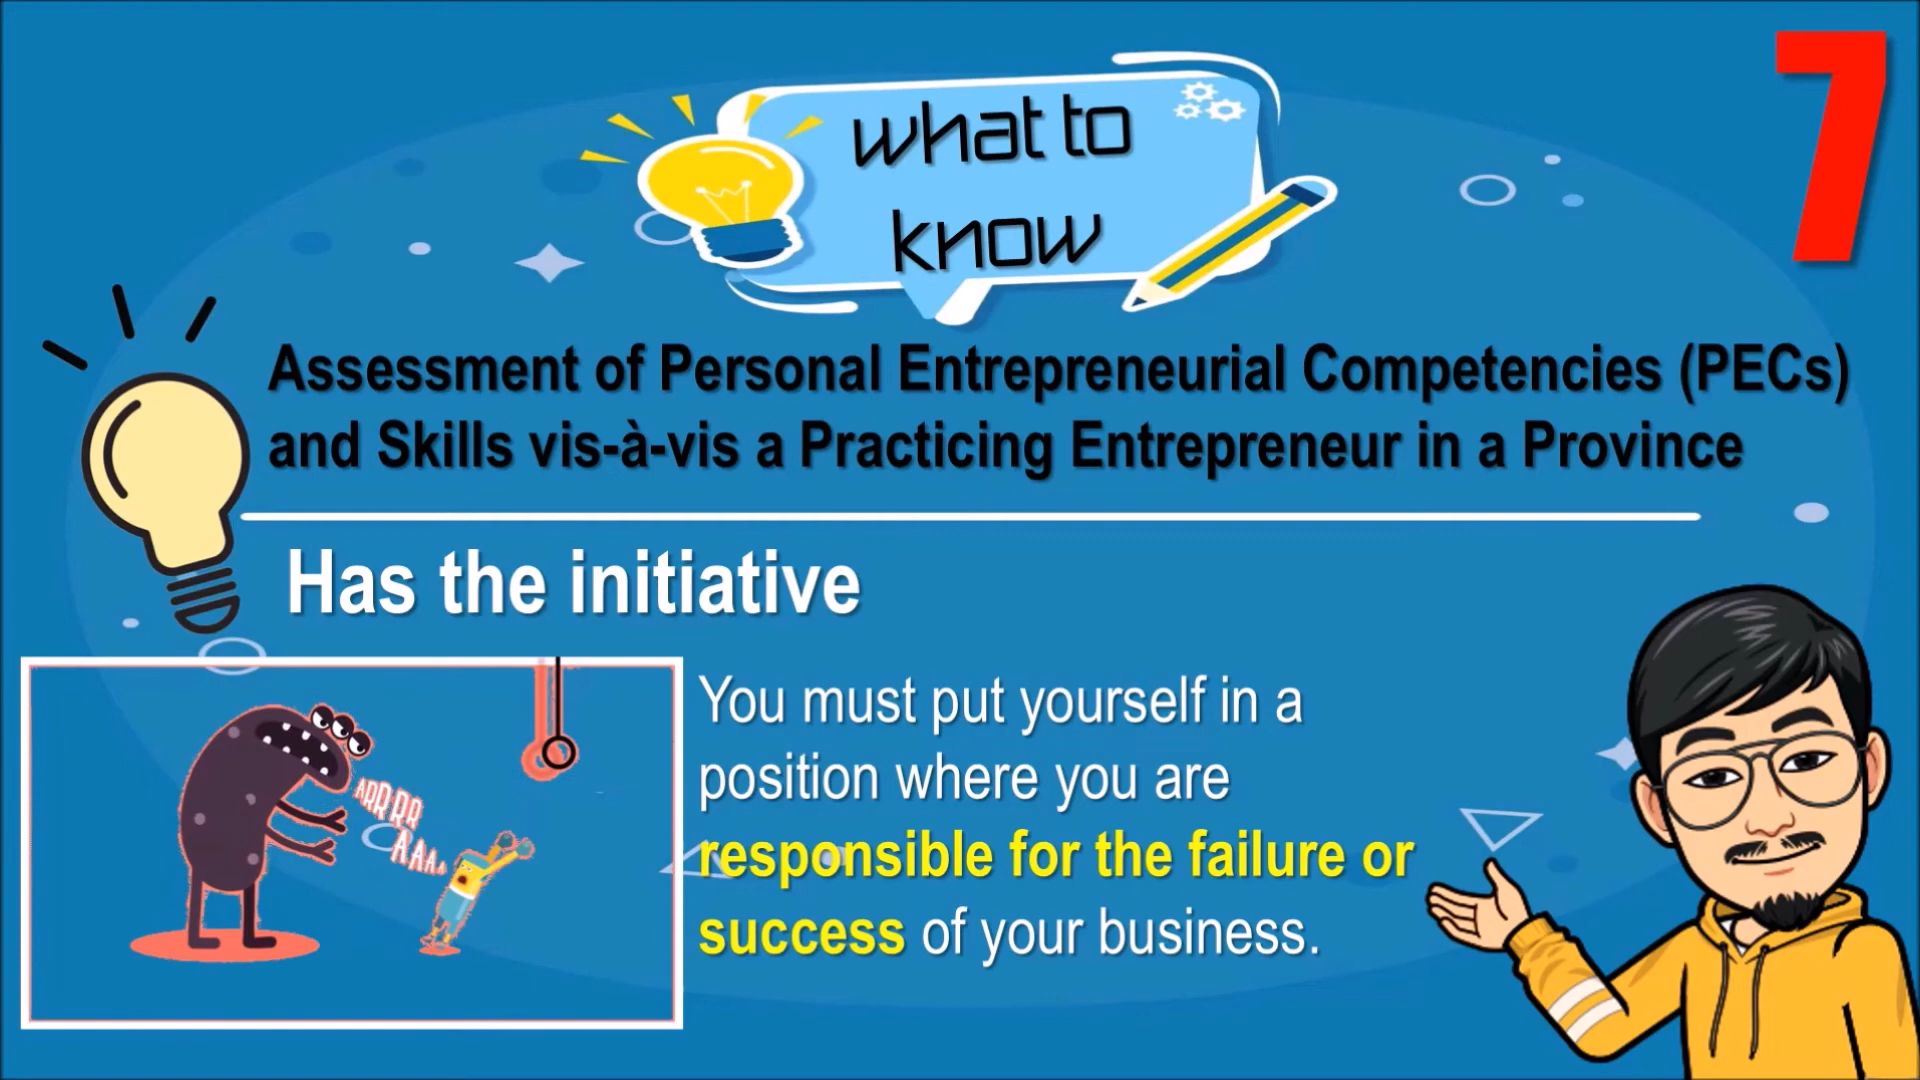 7
what to
know
Assessment of Personal Entrepreneurial Competencies (PECs)
and Skills vis-à-vis a Practicing Entrepreneur in a Province
Has the initiative
ARRRRR
AAAA
You must put yourself in a
position where you are
responsible for the failure or
success of your business.